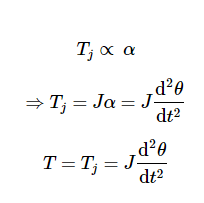 T_j ∝ α
⇒ T_j = Jα = J d²θ/dt²
T = T_j = J d²θ/dt²